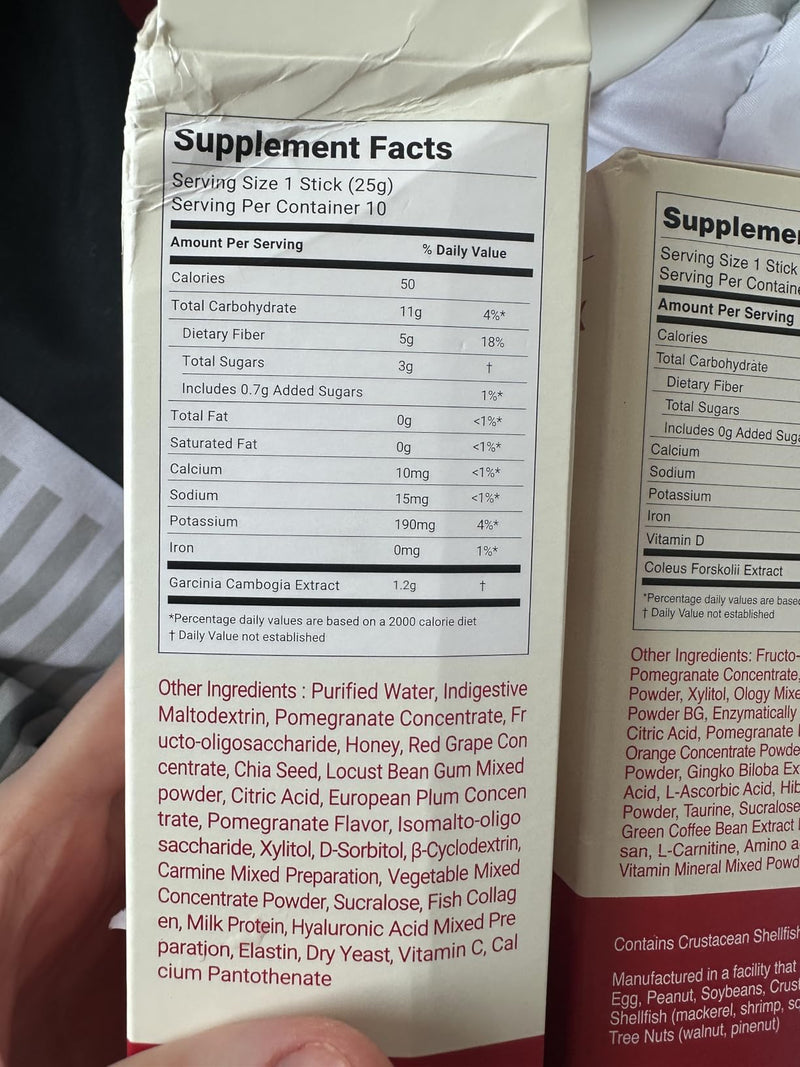 Supplement Facts
Serving Size 1 Stick (25g)
Serving Per Container 10
Amount Per Serving % Daily Value
Calories 50
Total Carbohydrate 11g 4%*
Dietary Fiber 5g 18%
Total Sugars 3g †
Includes 0.7g Added Sugars 1%*
Total Fat 0g <1%*
Saturated Fat 0g <1%*
Calcium 10mg <1%*
Sodium 15mg <1%*
Potassium 190mg 4%*
Iron 0mg 1%*
Garcinia Cambogia Extract 1.2g †
*Percentage daily values are based on a 2000 calorie diet
† Daily Value not established
Other Ingredients : Purified Water, Indigestive
Maltodextrin, Pomegranate Concentrate, Fr
ucto-oligosaccharide, Honey, Red Grape Con
centrate, Chia Seed, Locust Bean Gum Mixed
powder, Citric Acid, European Plum Concen
trate, Pomegranate Flavor, Isomalto-oligo
saccharide, Xylitol, D-Sorbitol, β-Cyclodextrin,
Carmine Mixed Preparation, Vegetable Mixed
Concentrate Powder, Sucralose, Fish Collag
en, Milk Protein, Hyaluronic Acid Mixed Pre
paration, Elastin, Dry Yeast, Vitamin C, Cal
cium Pantothenate
Serving Size 1 Stick
Serving Per
Amount Per Serving
Calories
Total Carbohydrate
Dietary Fiber
Total Sugars
Includes 0g Added
Calcium
Sodium
Potassium
Iron
Vitamin D
Coleus Forskolii Extract
*Percentage daily values are
† Daily Value not established
Other Ingredients: Fructo-
Pomegranate Concentrate,
Powder, Xylitol, Ology
Powder BG, Enzymatically
Citric Acid, Pomegranate
Orange Concentrate
Powder, Gingko Biloba
Acid, L-Ascorbic Acid,
Powder, Taurine, Sucralose
Green Coffee Bean Extract
san, L-Carnitine, Amino
Vitamin Mineral Mixed
Contains Crustacean
Manufactured in a facility that
Egg, Peanut, Soybeans,
Shellfish (mackerel, shrimp,
Tree Nuts (walnut, pinenut)